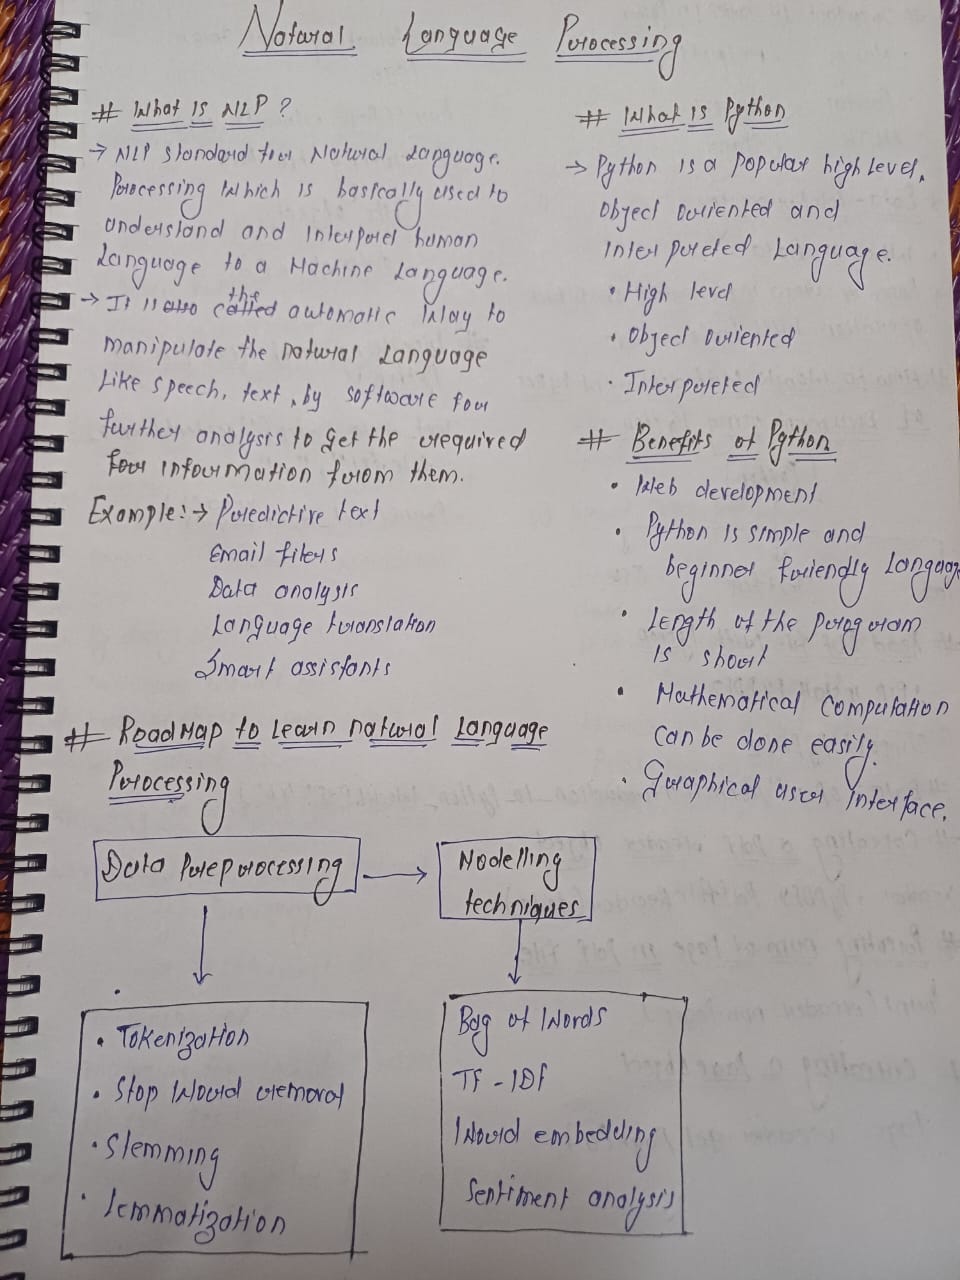 Natural Language Processing
# What is NLP ?
→ NLP standard for Natural Language.
Processing Which is basically used to
understand and Interpret human
Language to a Machine Language.
→ It is also called the automatic Way to
manipulate the natural Language
Like speech, text, by software for
further analysis to get the required
for information from them.
Example:→ Predictive text
Email filers
Data analysis
Language translation
Smart assistants
# What is Python
→ Python is a popular high level,
Object oriented and
Interpreted Language.
• High level
• Object oriented
• Interpreted
# Benefits of Python
• Web development
• Python is simple and
beginner friendly Language
• Length of the program
is short
• Mathematical computation
can be done easily.
• Graphical user Interface.
# RoadMap to Learn natural Language
Processing
Data Preprocessing → Modelling
techniques
• Tokenization
• Stop Word removal
• Stemming
• Lemmatization
Bag of Words
TF - IDF
Word embedding
Sentiment analysis